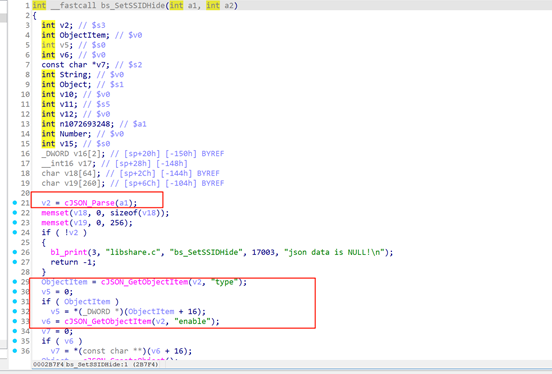 1 int __fastcall bs_SetSSIDHide(int a1, int a2)
2 {
3 int v2; // $s3
4 int ObjectItem; // $v0
5 int v5; // $s0
6 int v6; // $v0
7 const char *v7; // $s2
8 int String; // $v0
9 int Object; // $s1
10 int v10; // $v0
11 int v11; // $s5
12 int v12; // $v0
13 int n1072693248; // $a1
14 int Number; // $v0
15 int v15; // $s0
16 _DWORD v16[2]; // [sp+20h] [-150h] BYREF
17 __int16 v17; // [sp+28h] [-148h]
18 char v18[64]; // [sp+2Ch] [-144h] BYREF
19 char v19[260]; // [sp+6Ch] [-104h] BYREF
20
21 v2 = cJSON_Parse(a1);
22 memset(v18, 0, sizeof(v18));
23 memset(v19, 0, 256);
24 if ( !v2 )
25 {
26 bl_print(3, "libshare.c", "bs_SetSSIDHide", 17003, "json data is NULL!\n");
27 return -1;
28 }
29 ObjectItem = cJSON_GetObjectItem(v2, "type");
30 v5 = 0;
31 if ( ObjectItem )
32 v5 = *(_DWORD *)(ObjectItem + 16);
33 v6 = cJSON_GetObjectItem(v2, "enable");
34 v7 = 0;
35 if ( v6 )
36 v7 = *(const char **)(v6 + 16);
0002B7F4 bs_SetSSIDHide:1 (2B7F4)